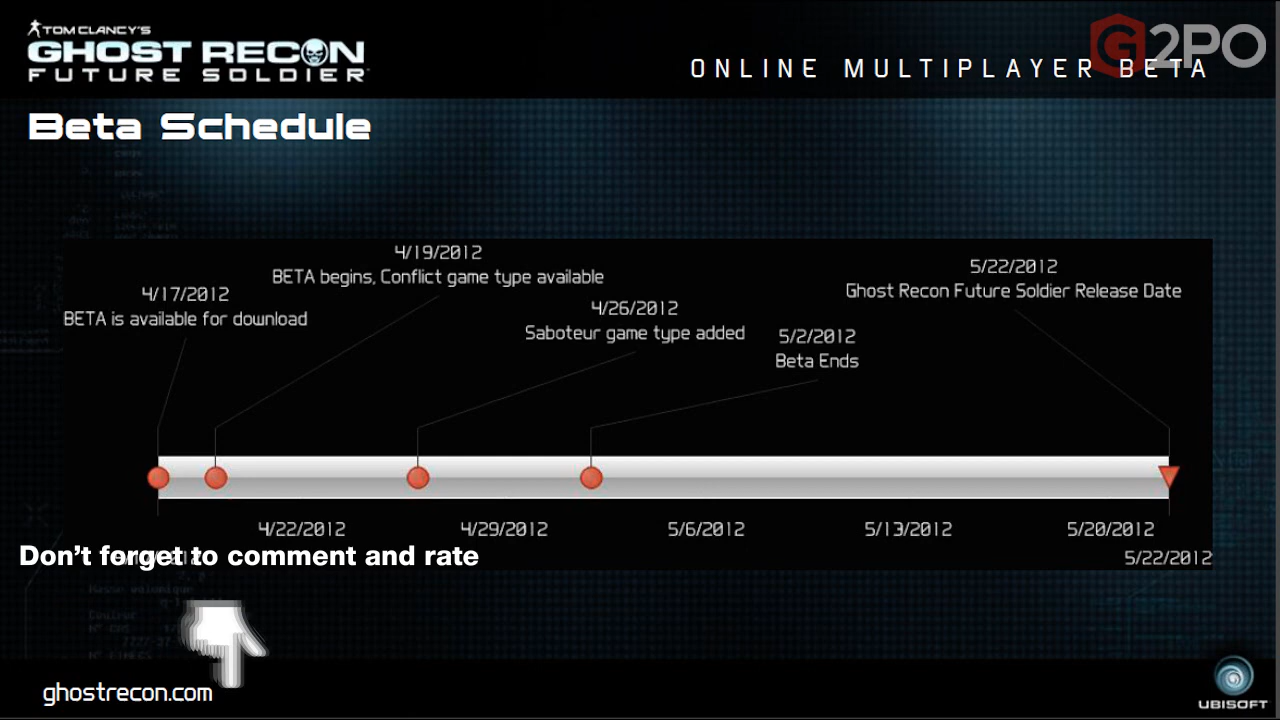 TOM CLANCY'S
GHOST RECON
FUTURE SOLDIER
G2PO
ONLINE MULTIPLAYER BETA
Beta Schedule
4/19/2012
BETA begins, Conflict game type available
5/22/2012
Ghost Recon Future Soldier Release Date
4/17/2012
BETA is available for download
4/26/2012
Saboteur game type added
5/2/2012
Beta Ends
4/22/2012 4/29/2012 5/6/2012 5/13/2012 5/20/2012
Don't forget to comment and rate
5/22/2012
ghostrecon.com
UBISOFT